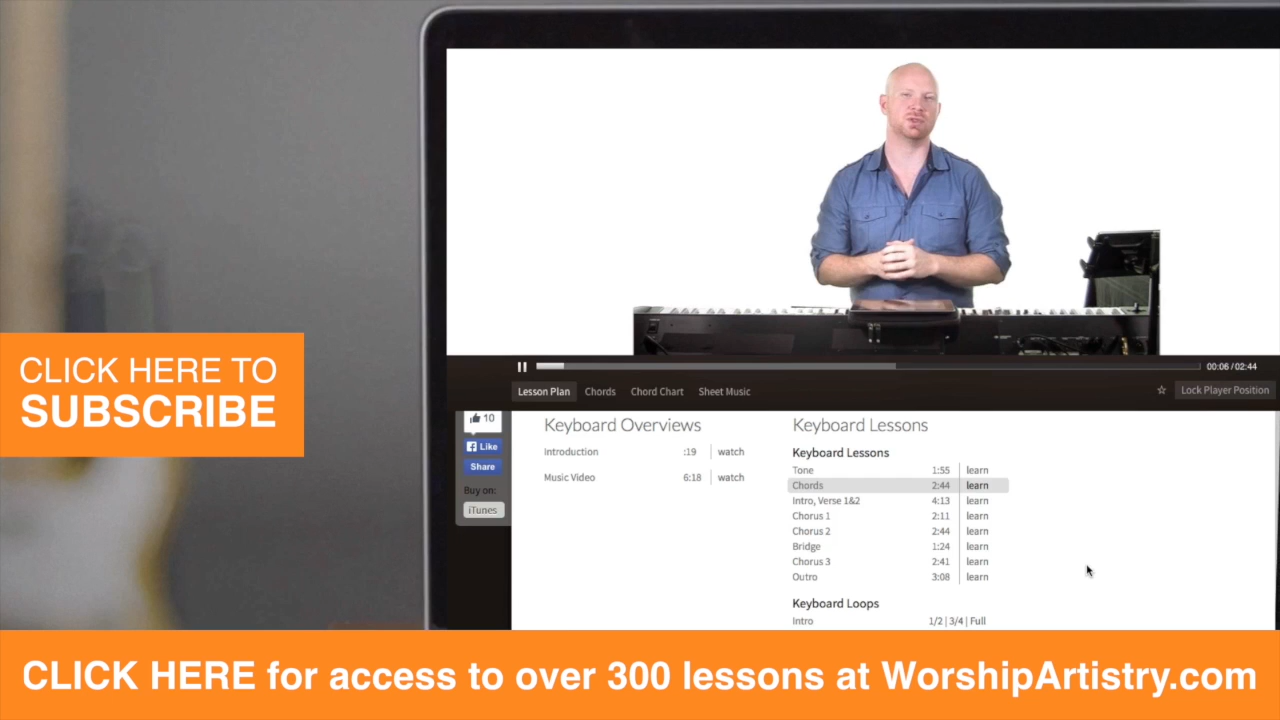 CLICK HERE TO
SUBSCRIBE
00:06 / 02:44
Lesson Plan Chords Chord Chart Sheet Music
Lock Player Position
10
Like
Share
Buy on:
iTunes
Keyboard Overviews
Introduction :19 watch
Music Video 6:18 watch
Keyboard Lessons
Keyboard Lessons
Tone 1:55 learn
Chords 2:44 learn
Intro, Verse 1&2 4:13 learn
Chorus 1 2:11 learn
Chorus 2 2:44 learn
Bridge 1:24 learn
Chorus 3 2:41 learn
Outro 3:08 learn
Keyboard Loops
Intro 1/2 | 3/4 | Full
CLICK HERE for access to over 300 lessons at WorshipArtistry.com